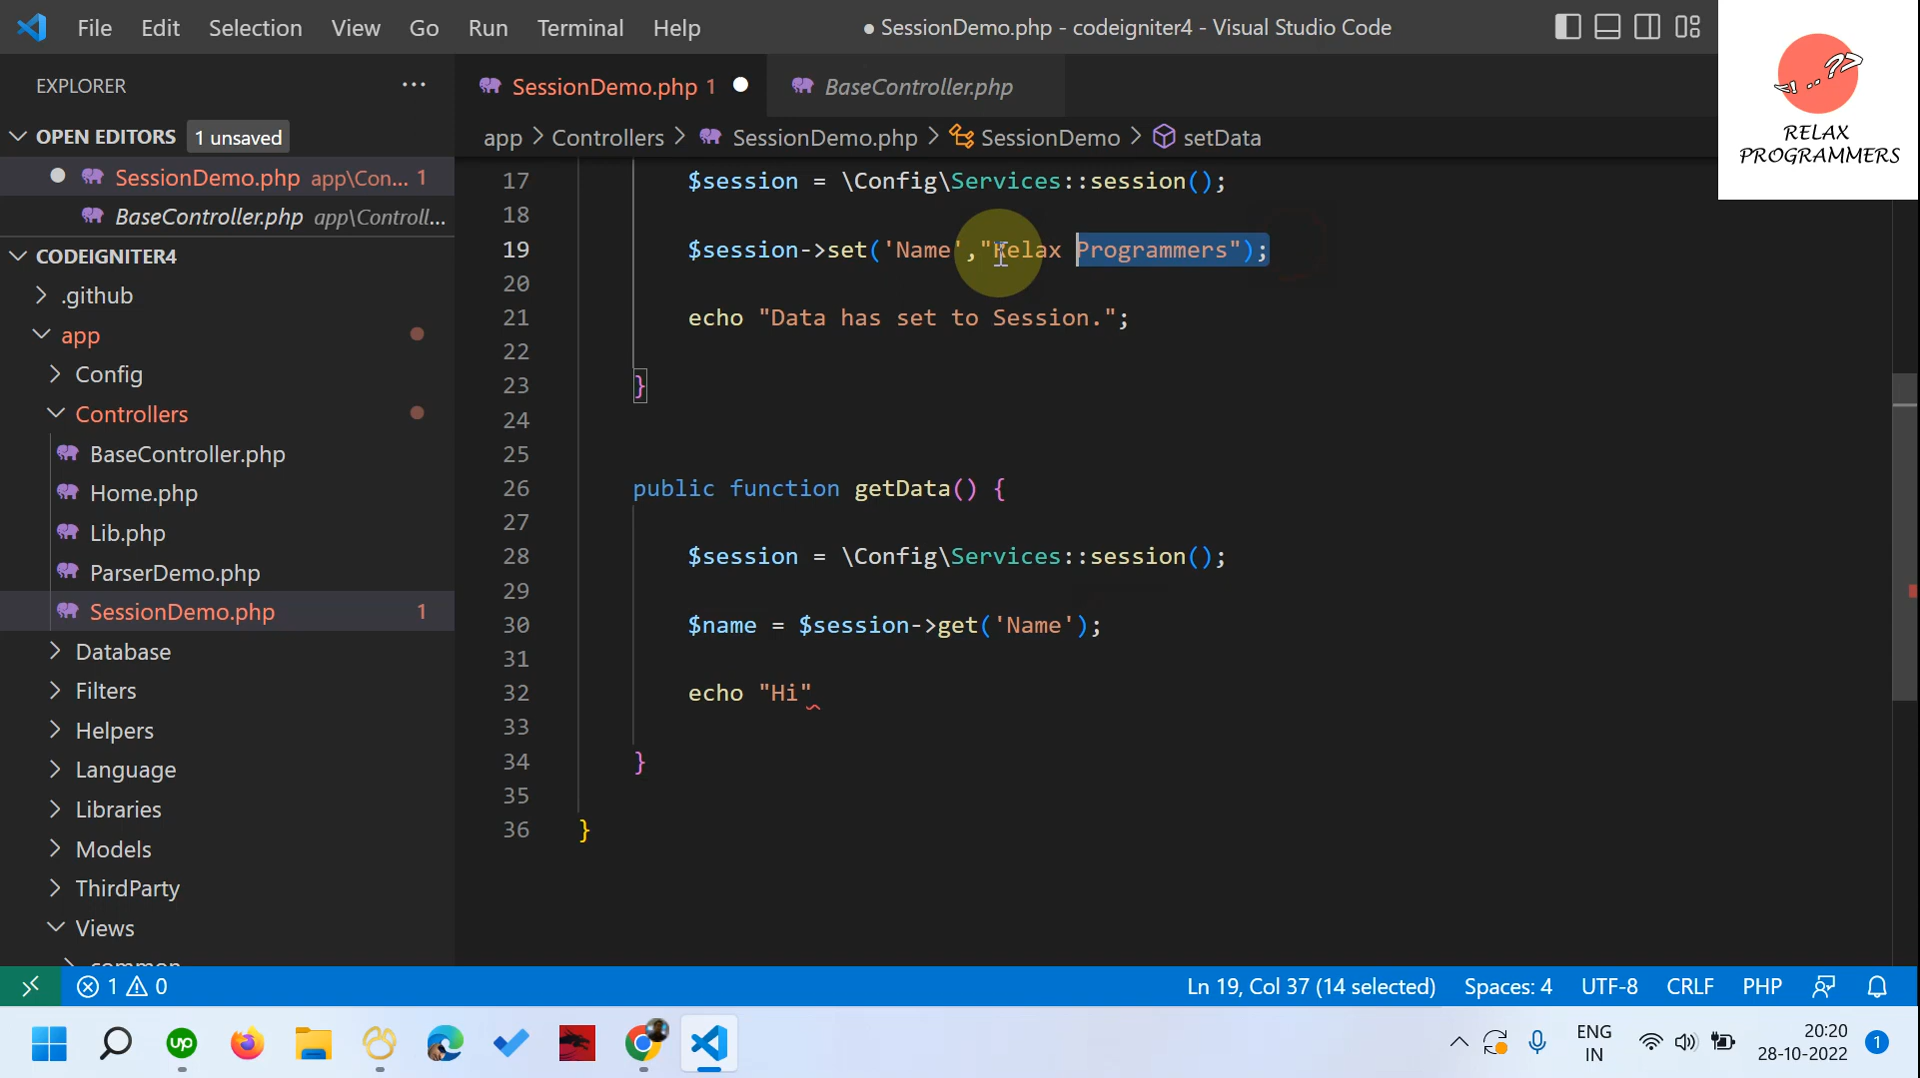 File Edit Selection View Go Run Terminal Help
● SessionDemo.php - codeigniter4 - Visual Studio Code
<!...??>
RELAX
PROGRAMMERS
EXPLORER ...
SessionDemo.php 1
BaseController.php
OPEN EDITORS 1 unsaved
app > Controllers > SessionDemo.php > SessionDemo > setData
SessionDemo.php app\Con... 1
BaseController.php app\Controll...
CODEIGNITER4
.github
app
Config
Controllers
BaseController.php
Home.php
Lib.php
ParserDemo.php
SessionDemo.php 1
Database
Filters
Helpers
Language
Libraries
Models
ThirdParty
Views
common
17 $session = \Config\Services::session();
18
19 $session->set('Name',"Relax Programmers");
20
21 echo "Data has set to Session.";
22
23 }
24
25
26 public function getData() {
27
28 $session = \Config\Services::session();
29
30 $name = $session->get('Name');
31
32 echo "Hi"
33
34 }
35
36 }
1 0
Ln 19, Col 37 (14 selected) Spaces: 4 UTF-8 CRLF PHP
up
ENG
IN
20:20
28-10-2022
1